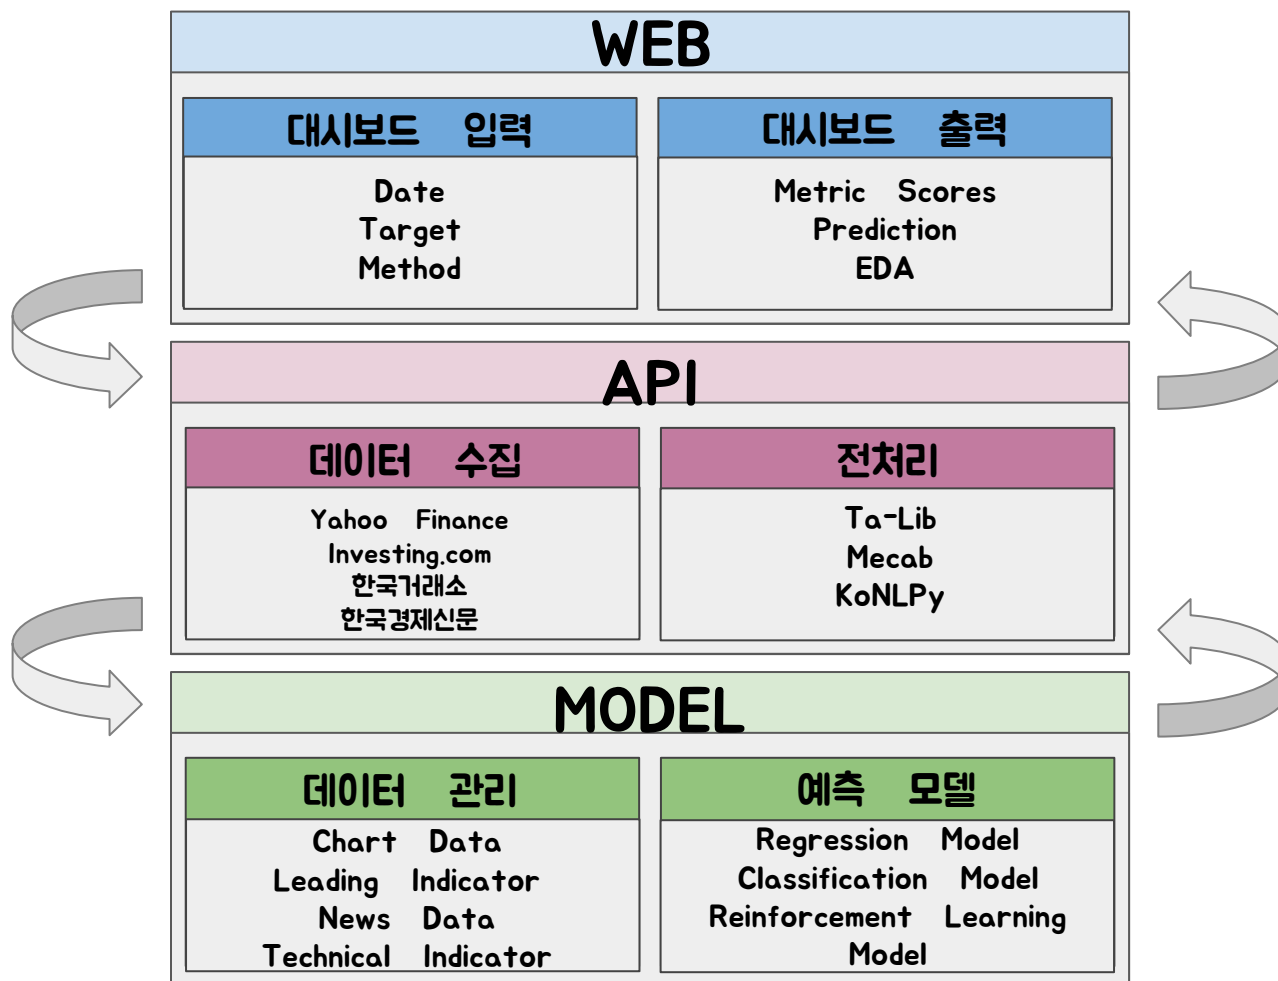 WEB
대시보드 입력
Date
Target
Method
대시보드 출력
Metric Scores
Prediction
EDA
API
데이터 수집
Yahoo Finance
Investing.com
한국거래소
한국경제신문
전처리
Ta-Lib
Mecab
KoNLPy
MODEL
데이터 관리
Chart Data
Leading Indicator
News Data
Technical Indicator
예측 모델
Regression Model
Classification Model
Reinforcement Learning
Model